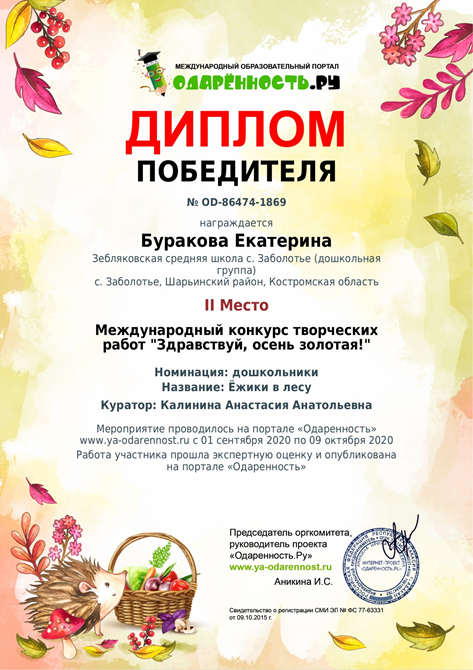 МЕЖДУНАРОДНЫЙ ОБРАЗОВАТЕЛЬНЫЙ ПОРТАЛ
ОДАРЁННОСТЬ.РУ
ДИПЛОМ
ПОБЕДИТЕЛЯ
№ OD-86474-1869
награждается
Буракова Екатерина
Зебляковская средняя школа с. Заболотье (дошкольная
группа)
с. Заболотье, Шарьинский район, Костромская область
II Место
Международный конкурс творческих
работ "Здравствуй, осень золотая!"
Номинация: дошкольники
Название: Ёжики в лесу
Куратор: Калинина Анастасия Анатольевна
Мероприятие проводилось на портале «Одаренность»
www.ya-odarennost.ru с 01 сентября 2020 по 09 октября 2020
Работа участника прошла экспертную оценку и опубликована
на портале «Одаренность»
Председатель оргкомитета,
руководитель проекта
«Одаренность.Ру»
www.ya-odarennost.ru
Аникина И.С.
ИНТЕРНЕТ-ПРОЕКТ
«ОДАРЕННОСТЬ.РУ»
Свидетельство о регистрации СМИ ЭЛ № ФС 77-63331
от 09.10.2015 г.